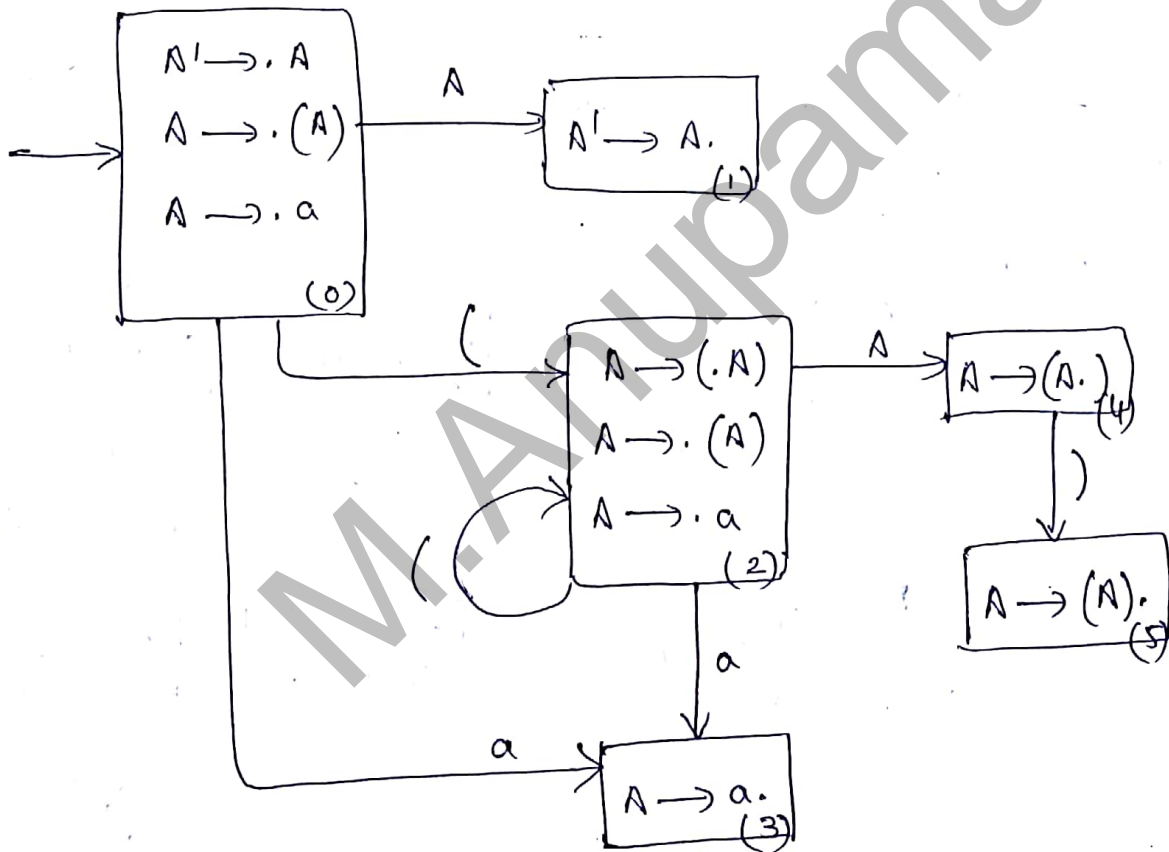 A' → . A
A → . (A)
A → . a
(0)
A
A' → A.
(1)
(
A → (. A)
A → . (A)
A → . a
(2)
(
A
A → (A. )
(4)
)
A → (A).
(5)
a
a
A → a.
(3)
M.Anupama